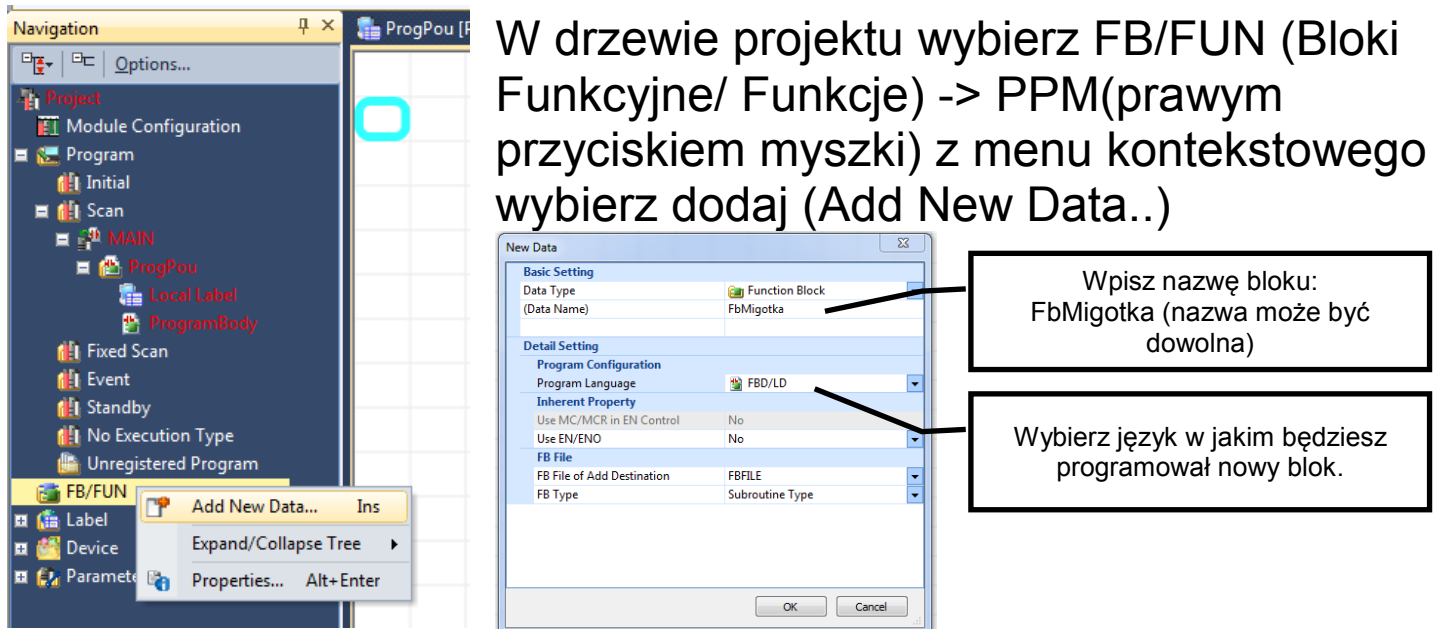 Navigation
ProgPou [P
Options...
Project
Module Configuration
Program
Initial
Scan
MAIN
ProgPou
Local Label
ProgramBody
Fixed Scan
Event
Standby
No Execution Type
Unregistered Program
FB/FUN
Label
Device
Paramete
Add New Data... Ins
Expand/Collapse Tree
Properties... Alt+Enter
W drzewie projektu wybierz FB/FUN (Bloki
Funkcyjne/ Funkcje) -> PPM(prawym
przyciskiem myszki) z menu kontekstowego
wybierz dodaj (Add New Data..)
New Data
Basic Setting
Data Type Function Block
(Data Name) FbMigotka
Detail Setting
Program Configuration
Program Language FBD/LD
Inherent Property
Use MC/MCR in EN Control No
Use EN/ENO No
FB File
FB File of Add Destination FBFILE
FB Type Subroutine Type
OK Cancel
Wpisz nazwę bloku:
FbMigotka (nazwa może być
dowolna)
Wybierz język w jakim będziesz
programował nowy blok.